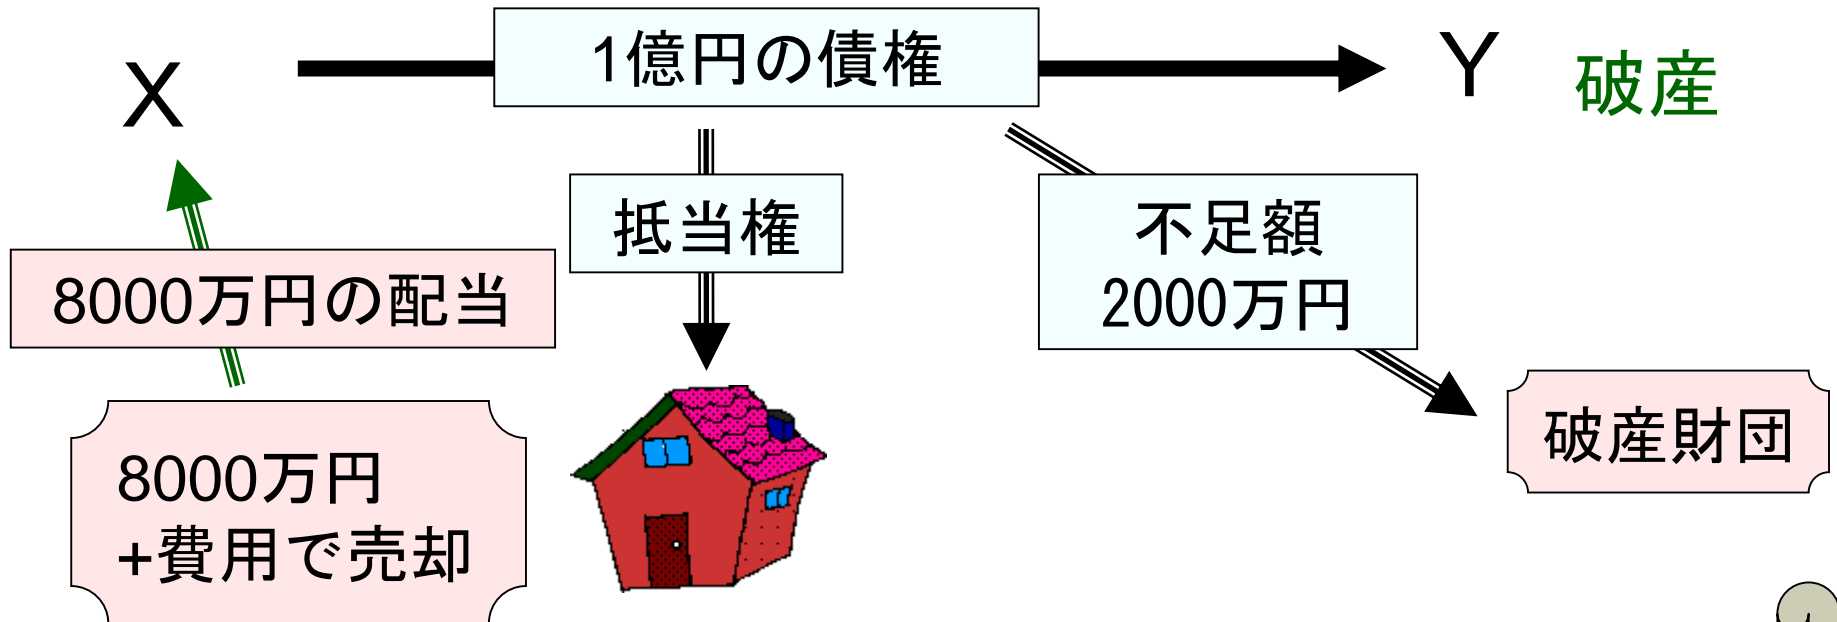 1億円の債権
X
Y
破産
抵当権
不足額
2000万円
8000万円の配当
8000万円
+費用で売却
破産財団